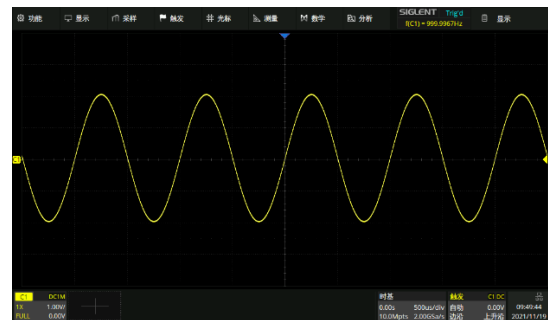 功能 显示 采样 触发 光标 测量 数学 分析 SIGLENT Trig'd 显示
f(C1) = 999.9967Hz
C1
C1 DC1M
1X 1.00V/
FULL 0.00V
时基
0.00s 500us/div
10.0Mpts 2.00GSa/s
触发 C1 DC
自动 0.00V
边沿 上升沿
09:49:44
2021/11/19